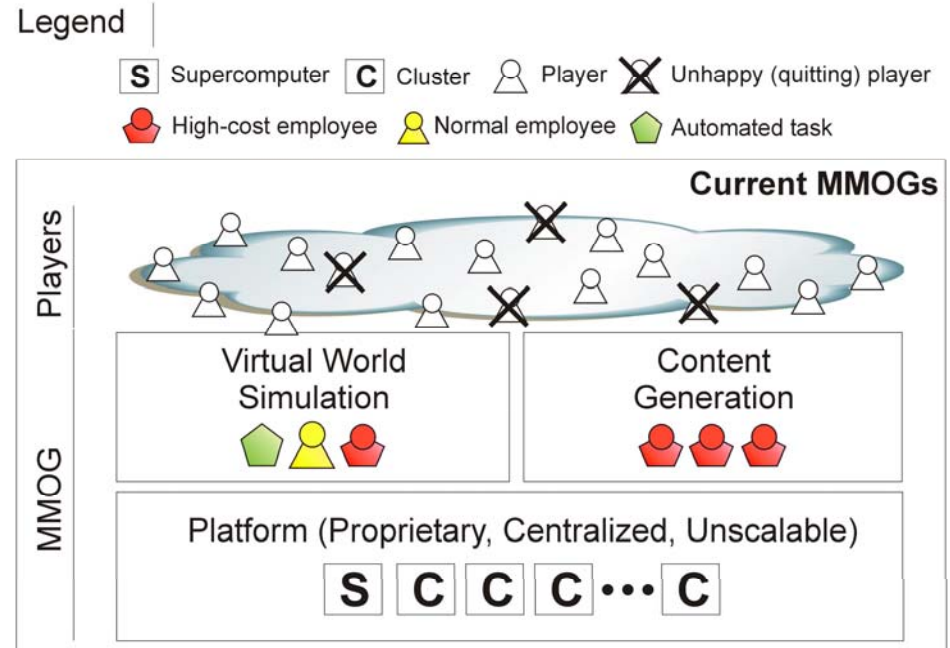 Legend
S Supercomputer C Cluster Player Unhappy (quitting) player
High-cost employee Normal employee Automated task
Current MMOGs
Players
Virtual World
Simulation
Content
Generation
MMOG
Platform (Proprietary, Centralized, Unscalable)
S C C C ••• C